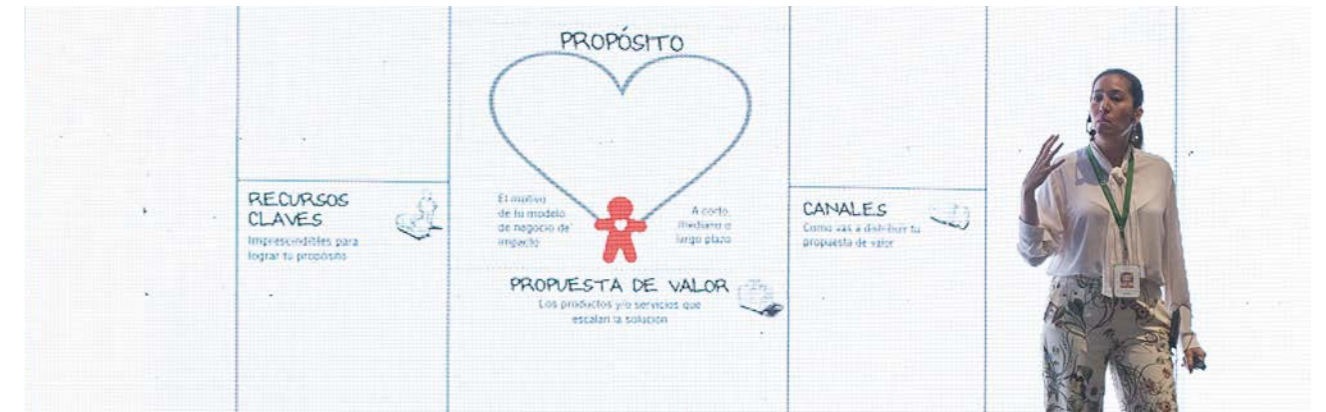 PROPÓSITO
RECURSOS
CLAVES
Imprescindibles para
lograr tu propósito
El motivo
de tu modelo
de negocio de
impacto
A corto,
mediano o
largo plazo
PROPUESTA DE VALOR
Los productos y/o servicios que
escalan la solución
CANALES
Como vas a distribuir tu
propuesta de valor